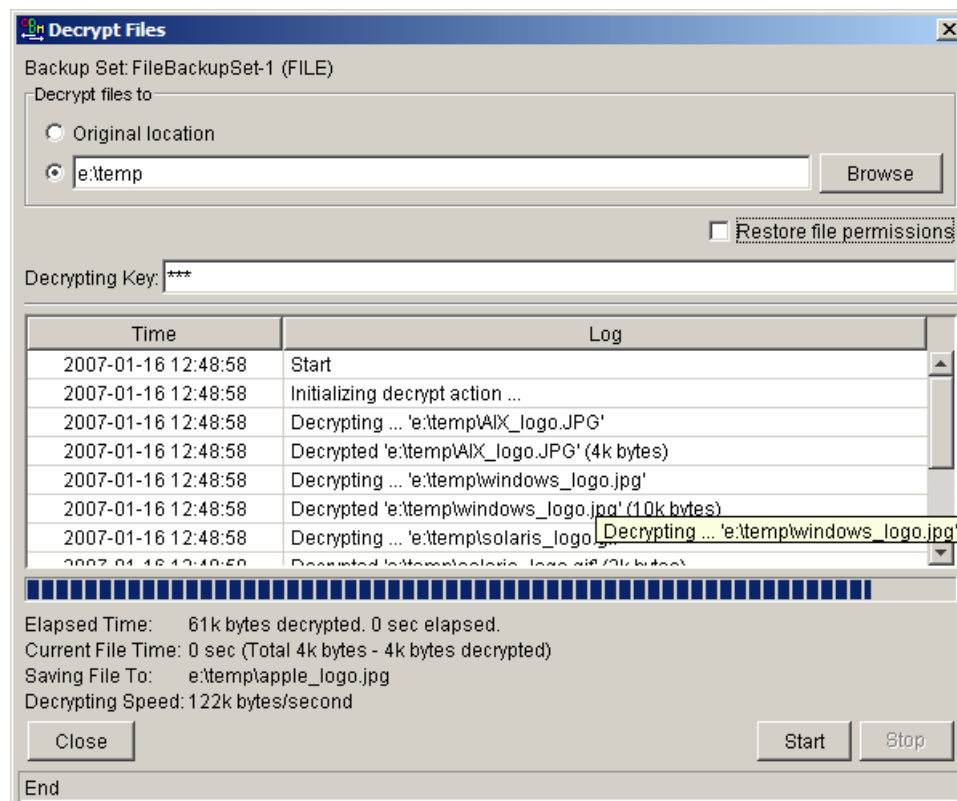 Decrypt Files
Backup Set: FileBackupSet-1 (FILE)
Decrypt files to
Original location
e:\temp
Browse
Restore file permissions
Decrypting Key: ***
Time Log
2007-01-16 12:48:58 Start
2007-01-16 12:48:58 Initializing decrypt action ...
2007-01-16 12:48:58 Decrypting ... 'e:\temp\AIX_logo.JPG'
2007-01-16 12:48:58 Decrypted 'e:\temp\AIX_logo.JPG' (4k bytes)
2007-01-16 12:48:58 Decrypting ... 'e:\temp\windows_logo.jpg'
2007-01-16 12:48:58 Decrypted 'e:\temp\windows_logo.jpg' (10k bytes)
Decrypting ... 'e:\temp\windows_logo.jpg'
2007-01-16 12:48:58 Decrypting ... 'e:\temp\solaris_logo.gif'
Decrypted 'e:\temp\solaris_logo.gif'
Elapsed Time: 61k bytes decrypted. 0 sec elapsed.
Current File Time: 0 sec (Total 4k bytes - 4k bytes decrypted)
Saving File To: e:\temp\apple_logo.jpg
Decrypting Speed: 122k bytes/second
Close
Start
Stop
End